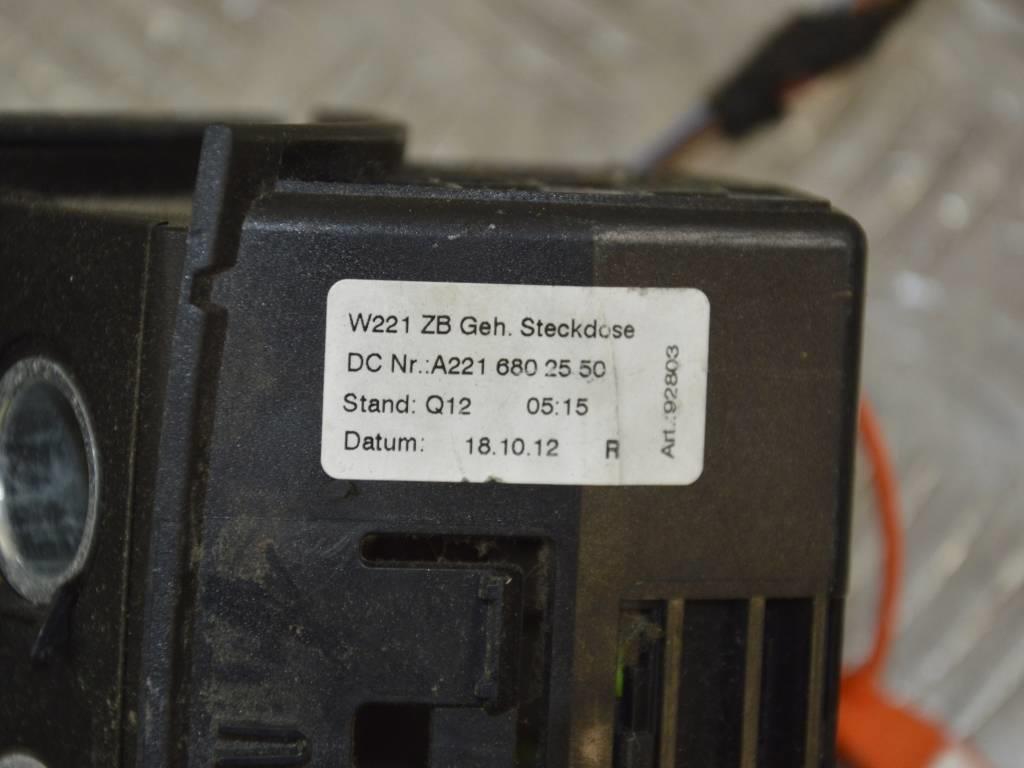 W221 ZB Geh. Steckdose
DC Nr.:A221 680 25 50
Stand: Q12 05:15
Datum: 18.10.12 R
Art.:92803